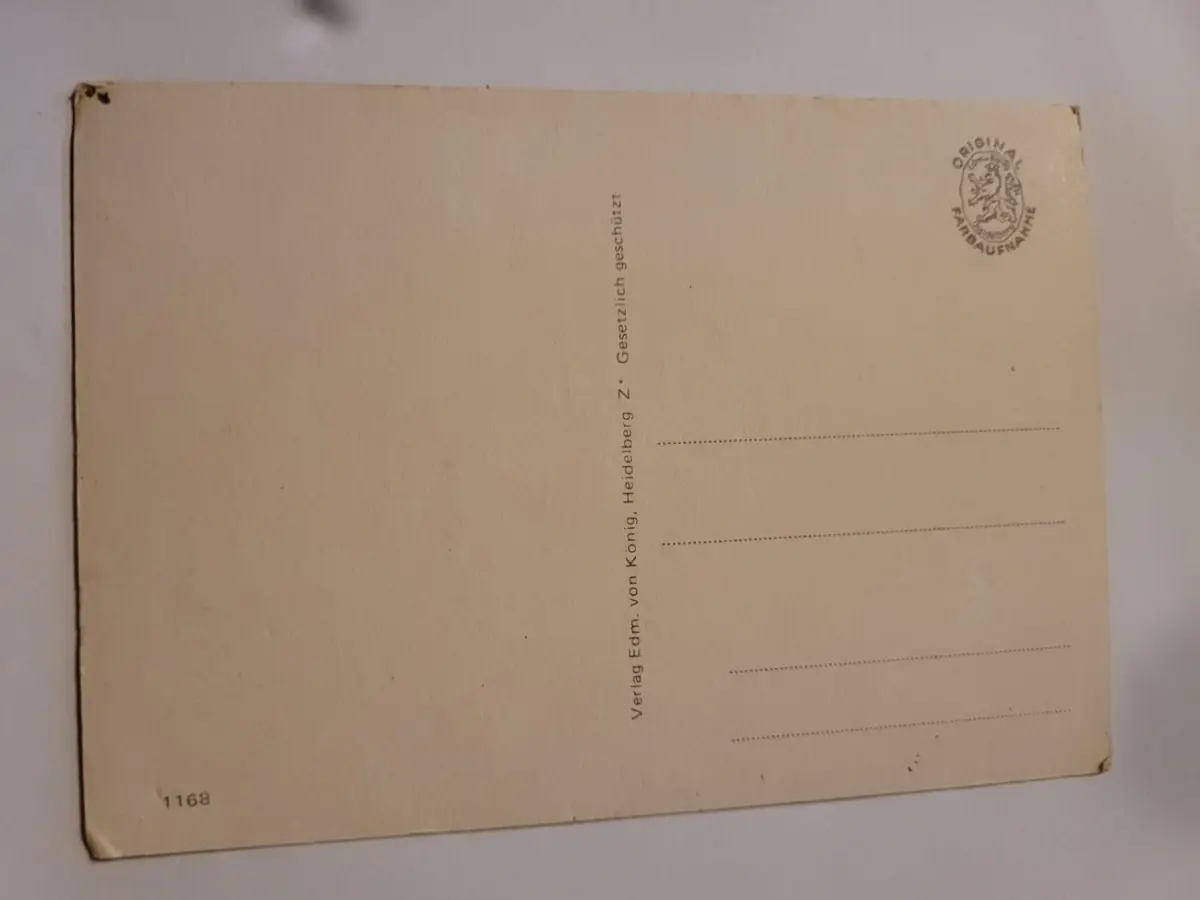 ORIGINAL
FARBAUFNAHME
Verlag Edm. von König, Heidelberg Z · Gesetzlich geschützt
1168